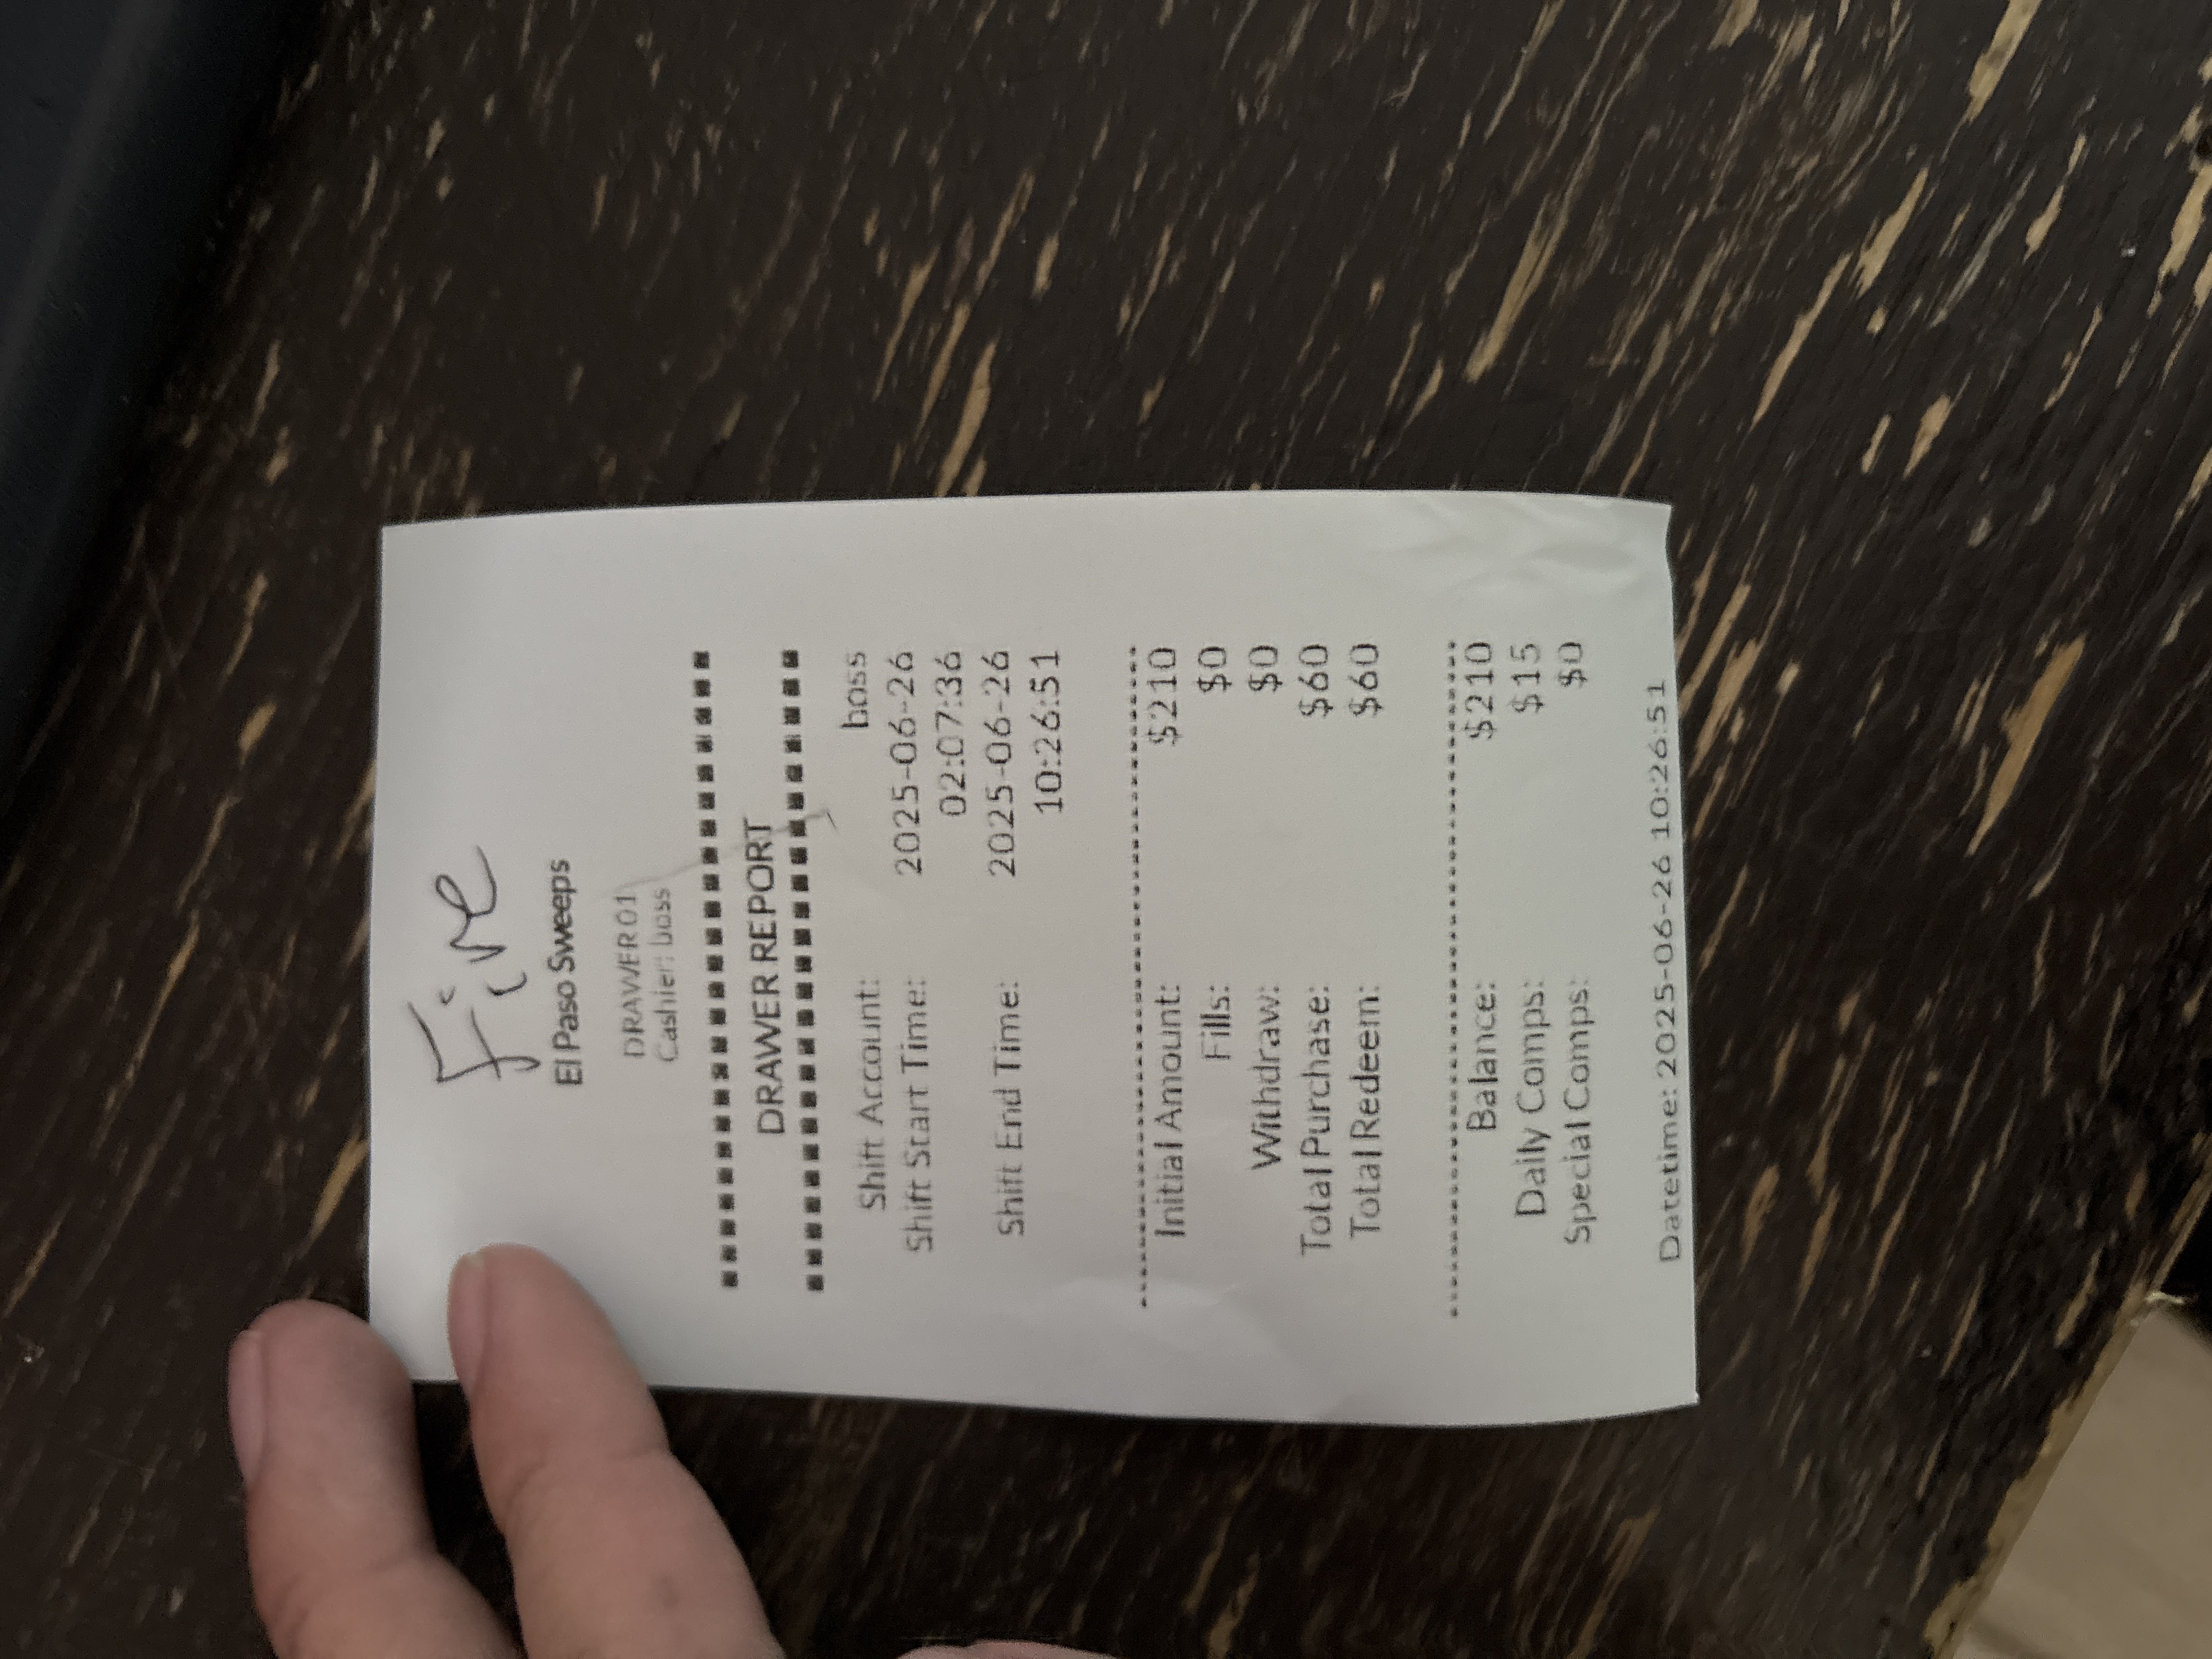 Five
El Paso Sweeps
DRAWER01
Cashier: boss
DRAWER REPORT
Shift Account: boss
Shift Start Time: 2025-06-26
02:07:36
Shift End Time: 2025-06-26
10:26:51
Initial Amount: $210
Fills: $0
Withdraw: $0
Total Purchase: $60
Total Redeem: $60
Balance: $210
Daily Comps: $15
Special Comps: $0
Datetime: 2025-06-26 10:26:51